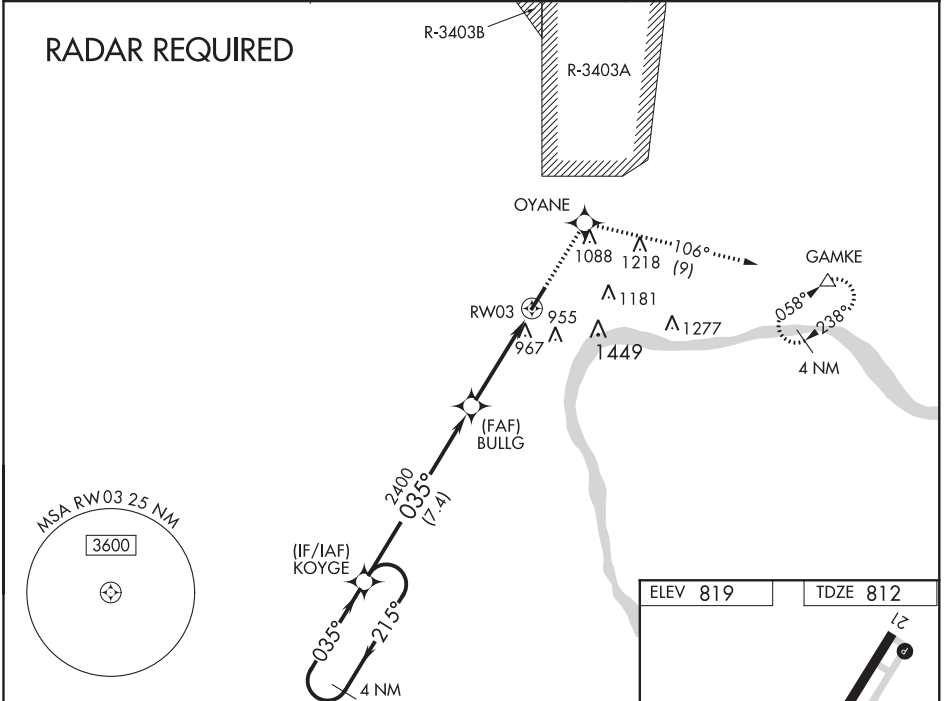 RADAR REQUIRED
R-3403B
R-3403A
OYANE
1088
1218
106°
(9)
GAMKE
058°
238°
4 NM
1181
RW03
955
967
1449
1277
(FAF)
BULLG
2400
035°
(7.4)
MSA RW03 25 NM
3600
(IF/IAF)
KOYGE
035°
215°
4 NM
ELEV 819
TDZE 812
21
P